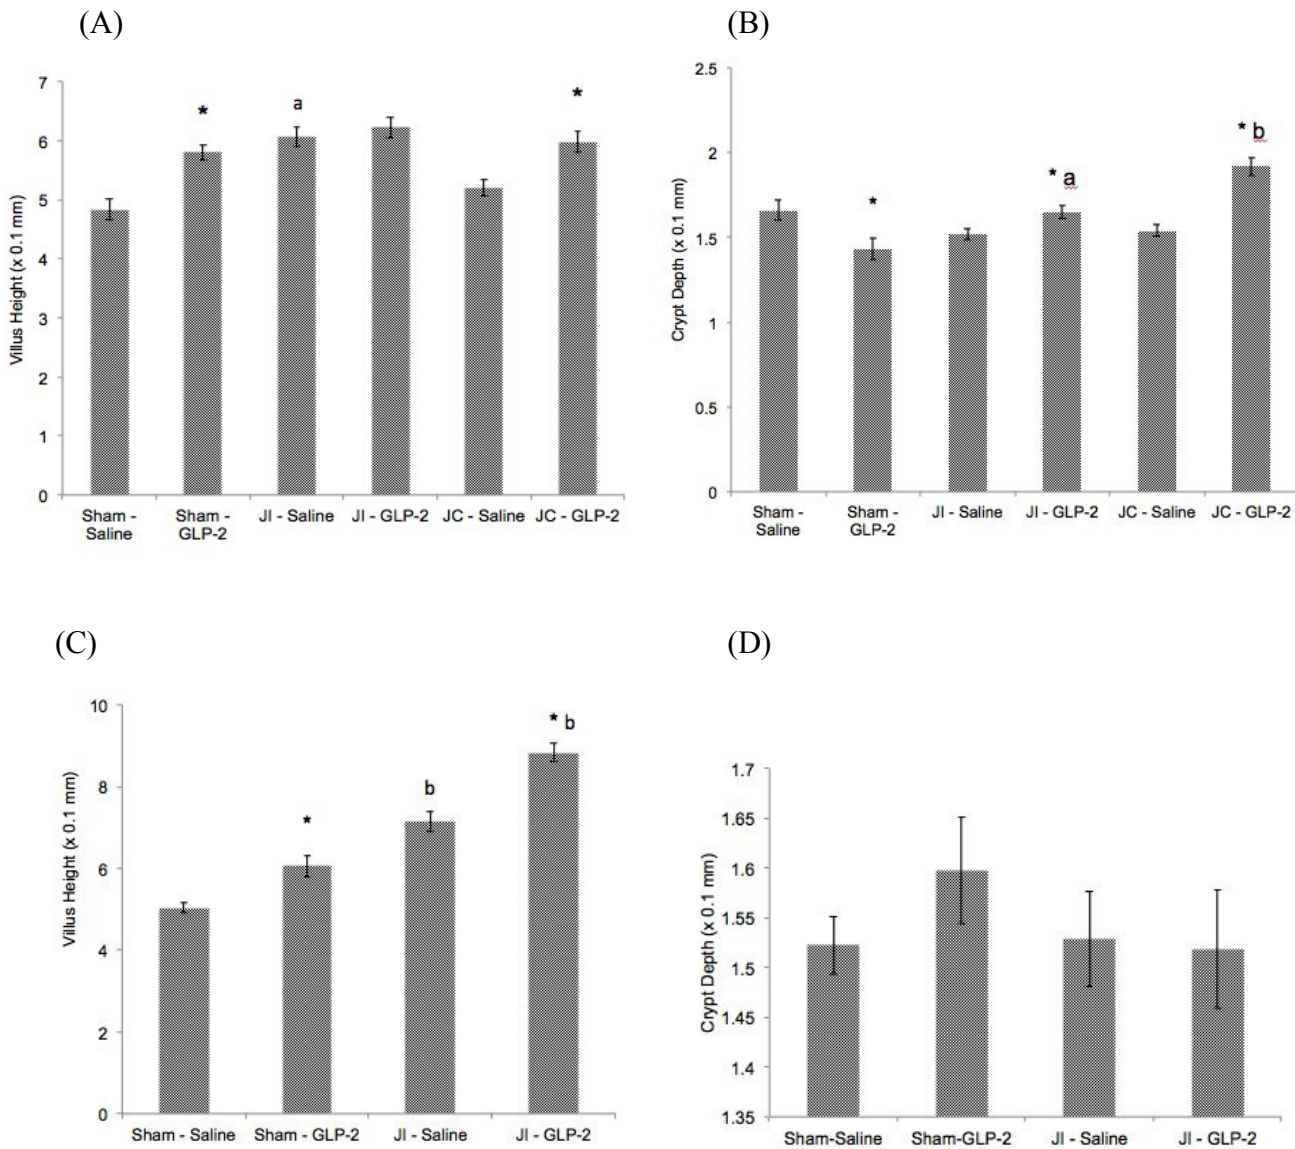 (A)
Villus Height (x 0.1 mm)
7
6
5
4
3
2
1
0
*
a
*
Sham -
Saline
Sham -
GLP-2
JI - Saline
JI - GLP-2
JC - Saline
JC - GLP-2
(B)
Crypt Depth (x 0.1 mm)
2.5
2
1.5
1
0.5
0
*
* a
* b
Sham -
Saline
Sham -
GLP-2
JI - Saline
JI - GLP-2
JC - Saline
JC - GLP-2
(C)
Villus Height (x 0.1 mm)
10
8
6
4
2
0
*
b
* b
Sham - Saline
Sham - GLP-2
JI - Saline
JI - GLP-2
(D)
Crypt Depth (x 0.1 mm)
1.7
1.65
1.6
1.55
1.5
1.45
1.4
1.35
Sham-Saline
Sham-GLP-2
JI - Saline
JI - GLP-2